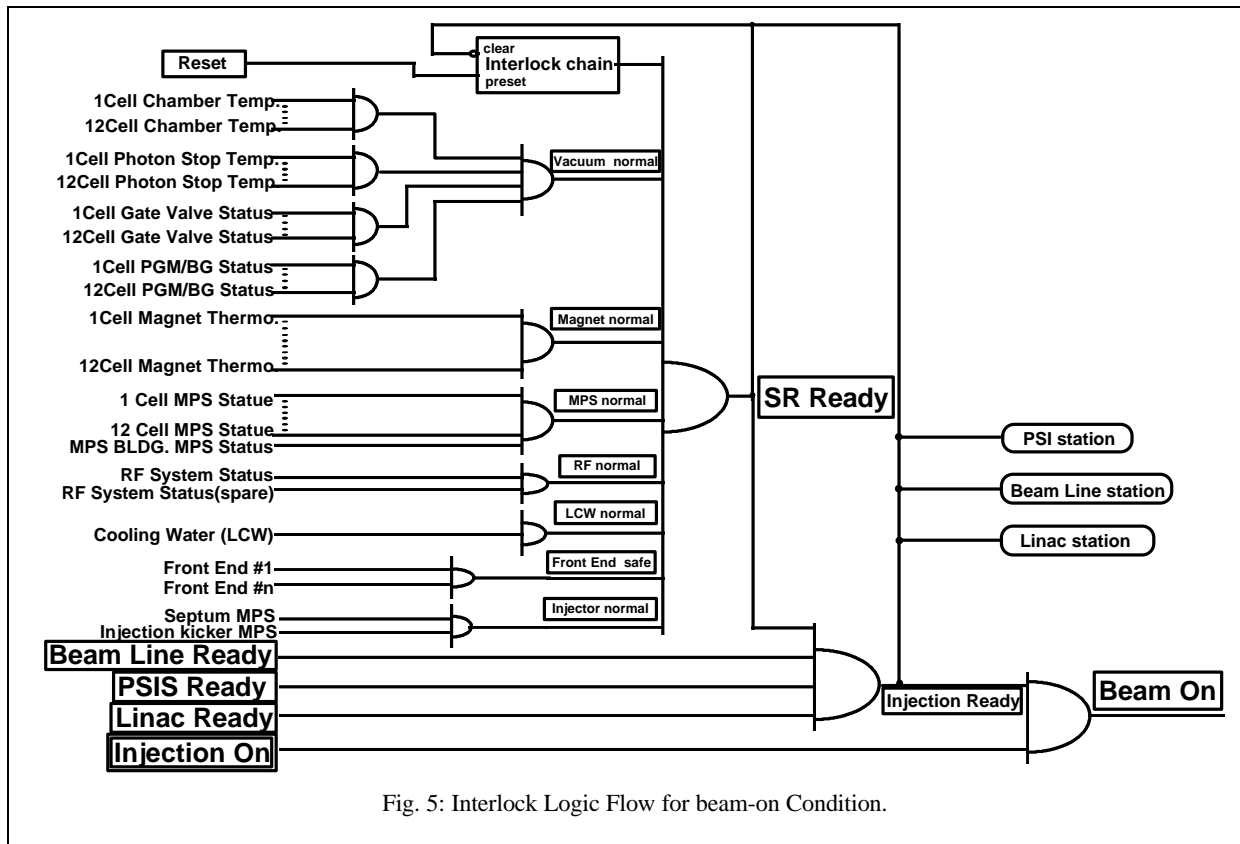 clear
Interlock chain
preset
Reset
1Cell Chamber Temp.
12Cell Chamber Temp.
1Cell Photon Stop Temp.
12Cell Photon Stop Temp.
Vacuum normal
1Cell Gate Valve Status
12Cell Gate Valve Status
1Cell PGM/BG Status
12Cell PGM/BG Status
1Cell Magnet Thermo.
Magnet normal
12Cell Magnet Thermo.
1 Cell MPS Statue
MPS normal
SR Ready
12 Cell MPS Statue
MPS BLDG. MPS Status
PSI station
RF System Status
RF normal
RF System Status(spare)
Beam Line station
LCW normal
Cooling Water (LCW)
Linac station
Front End #1
Front End safe
Front End #n
Septum MPS
Injector normal
Injection kicker MPS
Beam Line Ready
PSIS Ready
Injection Ready
Beam On
Linac Ready
Injection On
Fig. 5: Interlock Logic Flow for beam-on Condition.